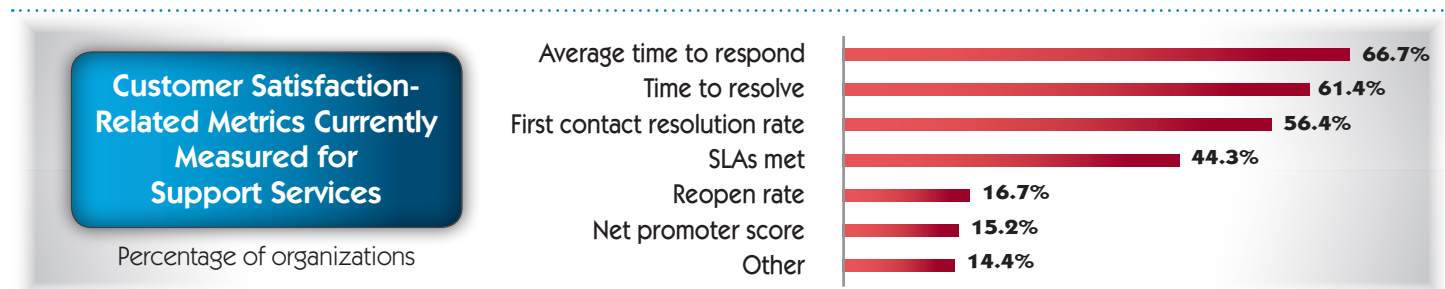 Customer Satisfaction-
Related Metrics Currently
Measured for
Support Services
Percentage of organizations
Average time to respond 66.7%
Time to resolve 61.4%
First contact resolution rate 56.4%
SLAs met 44.3%
Reopen rate 16.7%
Net promoter score 15.2%
Other 14.4%